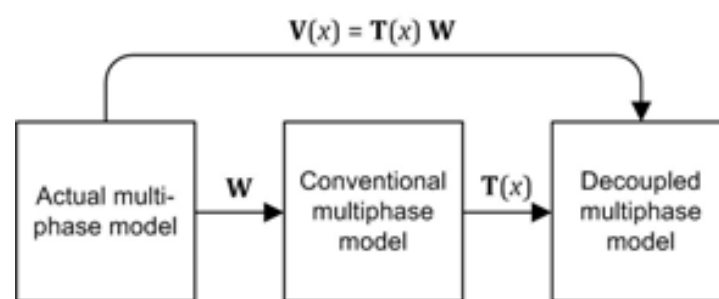 V(x) = T(x) W
Actual multi-
phase model
W
Conventional
multiphase
model
T(x)
Decoupled
multiphase
model